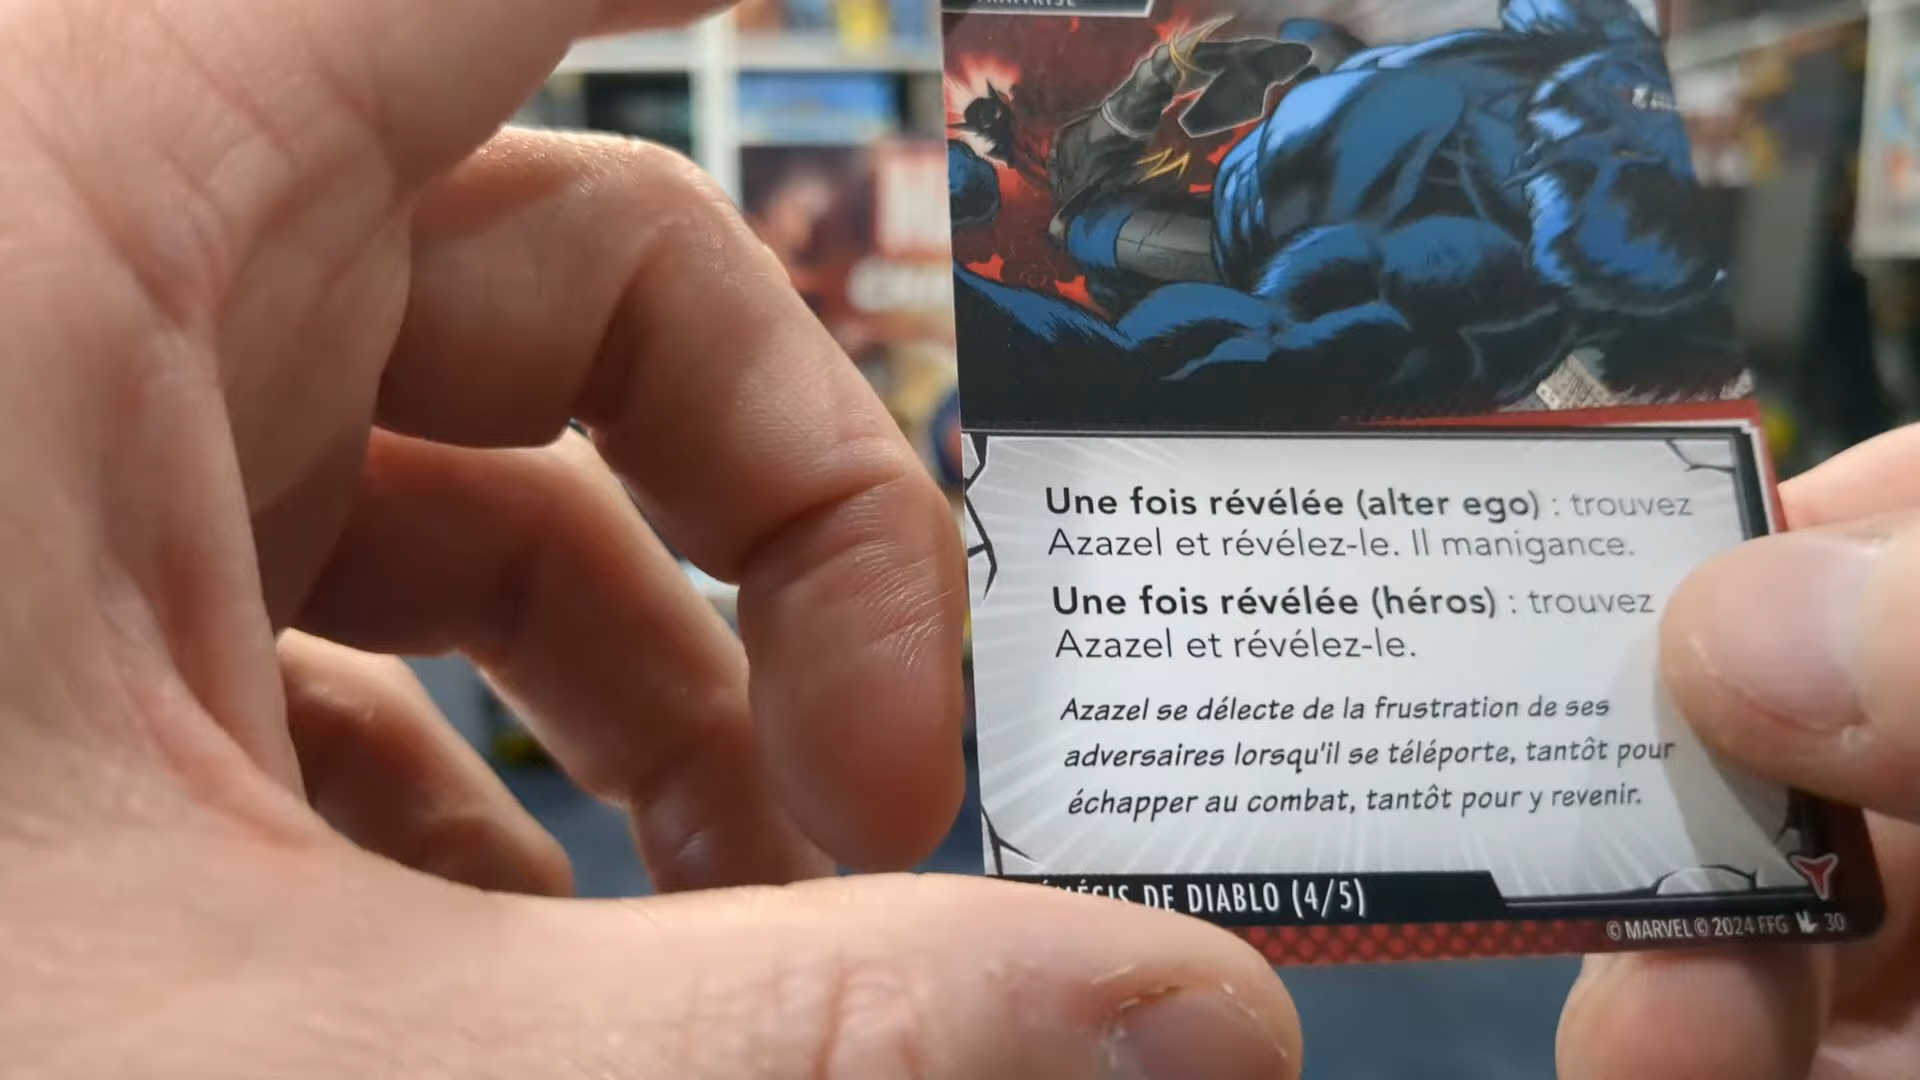 Une fois révélée (alter ego) : trouvez
Azazel et révélez-le. Il manigance.
Une fois révélée (héros) : trouvez
Azazel et révélez-le.
Azazel se délecte de la frustration de ses
adversaires lorsqu'il se téléporte, tantôt pour
échapper au combat, tantôt pour y revenir.
DE DIABLO (4/5)
© MARVEL © 2024 FFG 30